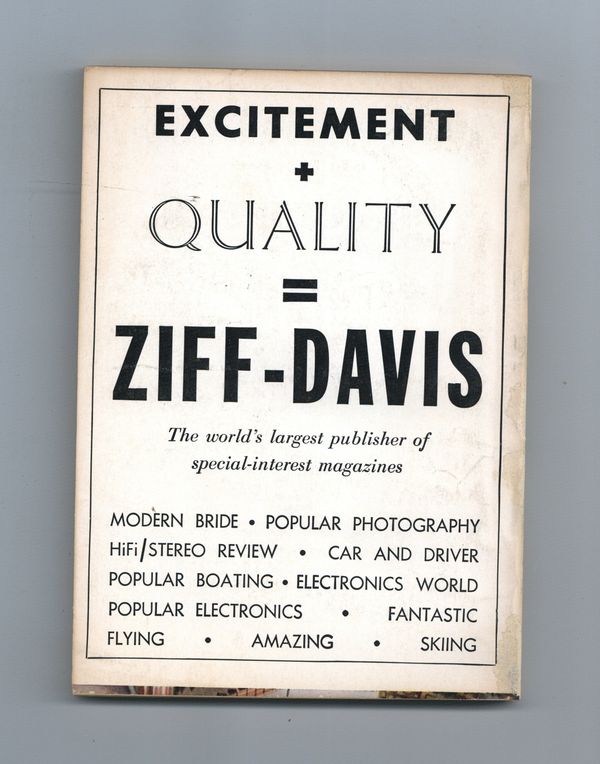 EXCITEMENT
+
QUALITY
=
ZIFF-DAVIS
The world's largest publisher of
special-interest magazines
MODERN BRIDE • POPULAR PHOTOGRAPHY
HiFi/STEREO REVIEW • CAR AND DRIVER
POPULAR BOATING • ELECTRONICS WORLD
POPULAR ELECTRONICS • FANTASTIC
FLYING • AMAZING • SKIING